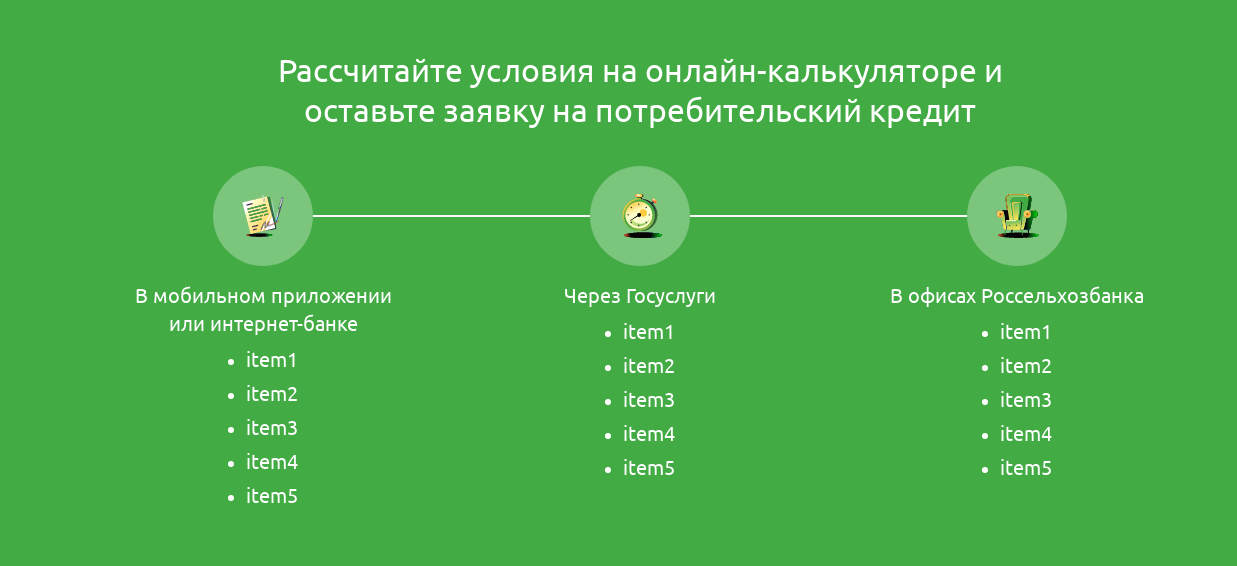 Рассчитайте условия на онлайн-калькуляторе и
оставьте заявку на потребительский кредит
В мобильном приложении
или интернет-банке
• item1
• item2
• item3
• item4
• item5
Через Госуслуги
• item1
• item2
• item3
• item4
• item5
В офисах Россельхозбанка
• item1
• item2
• item3
• item4
• item5